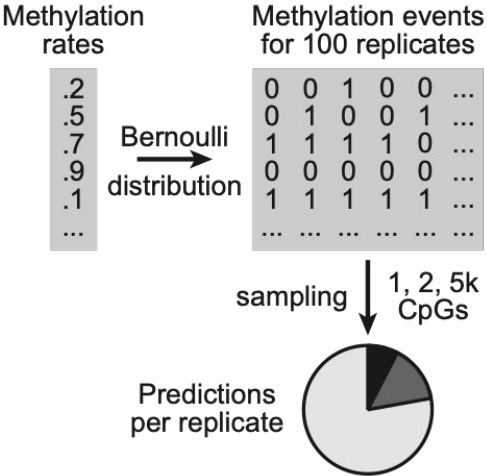 Methylation rates
Methylation events for 100 replicates
.2
.5
.7
.9
.1
...
Bernoulli distribution
0 0 1 0 0 ...
0 1 0 0 1 ...
1 1 1 1 0 ...
0 0 0 0 0 ...
1 1 1 1 1 ...
... ... ... ... ... ...
sampling
1, 2, 5k CpGs
Predictions per replicate